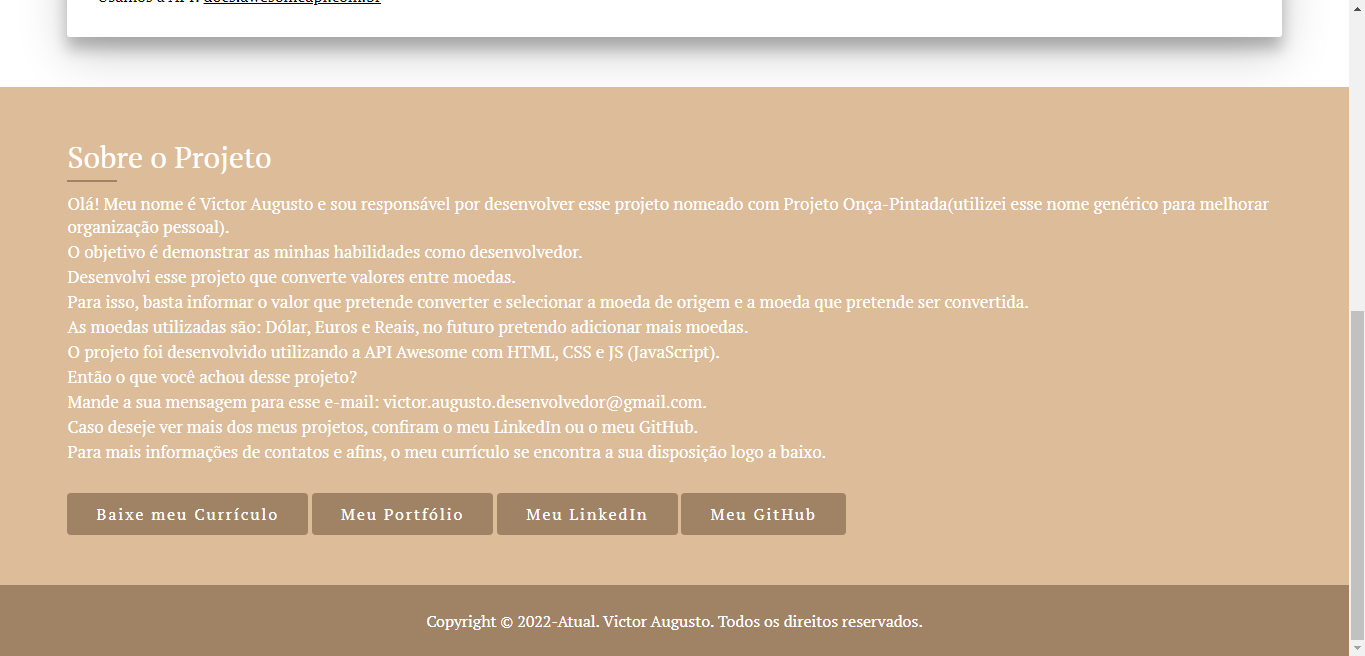 Usamos a API: docs.awesomeapi.com.br
Sobre o Projeto
Olá! Meu nome é Victor Augusto e sou responsável por desenvolver esse projeto nomeado com Projeto Onça-Pintada(utilizei esse nome genérico para melhorar
organização pessoal).
O objetivo é demonstrar as minhas habilidades como desenvolvedor.
Desenvolvi esse projeto que converte valores entre moedas.
Para isso, basta informar o valor que pretende converter e selecionar a moeda de origem e a moeda que pretende ser convertida.
As moedas utilizadas são: Dólar, Euros e Reais, no futuro pretendo adicionar mais moedas.
O projeto foi desenvolvido utilizando a API Awesome com HTML, CSS e JS (JavaScript).
Então o que você achou desse projeto?
Mande a sua mensagem para esse e-mail: victor.augusto.desenvolvedor@gmail.com.
Caso deseje ver mais dos meus projetos, confiram o meu LinkedIn ou o meu GitHub.
Para mais informações de contatos e afins, o meu currículo se encontra a sua disposição logo a baixo.
Baixe meu Currículo Meu Portfólio Meu LinkedIn Meu GitHub
Copyright © 2022-Atual. Victor Augusto. Todos os direitos reservados.